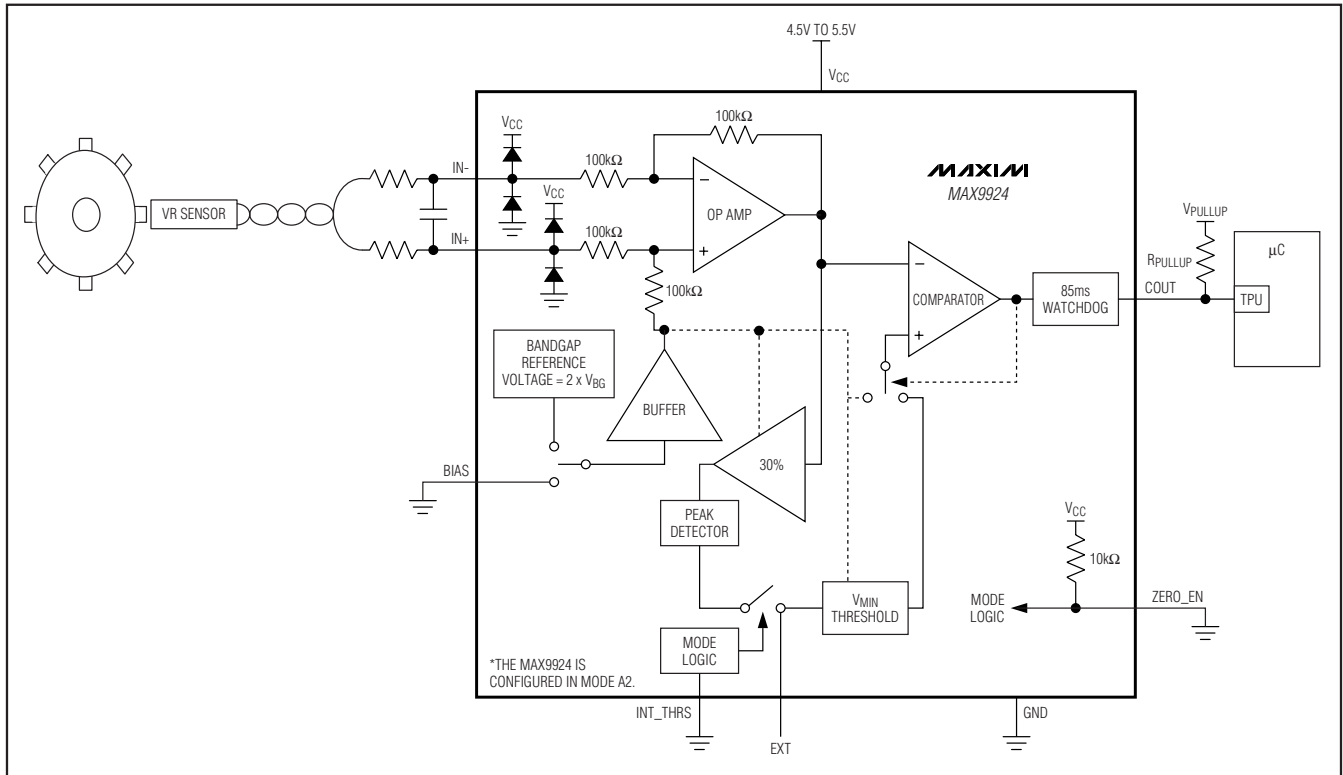 4.5V TO 5.5V
VCC
VR SENSOR
IN-
IN+
VCC
VCC
100kΩ
100kΩ
100kΩ
100kΩ
−
+
OP AMP
MAXIM
MAX9924
−
+
COMPARATOR
85ms
WATCHDOG
COUT
VPULLUP
RPULLUP
µC
TPU
BANDGAP
REFERENCE
VOLTAGE = 2 x VBG
BUFFER
BIAS
30%
PEAK
DETECTOR
VMIN
THRESHOLD
MODE
LOGIC
VCC
10kΩ
MODE
LOGIC
ZERO_EN
*THE MAX9924 IS
CONFIGURED IN MODE A2.
INT_THRS
EXT
GND